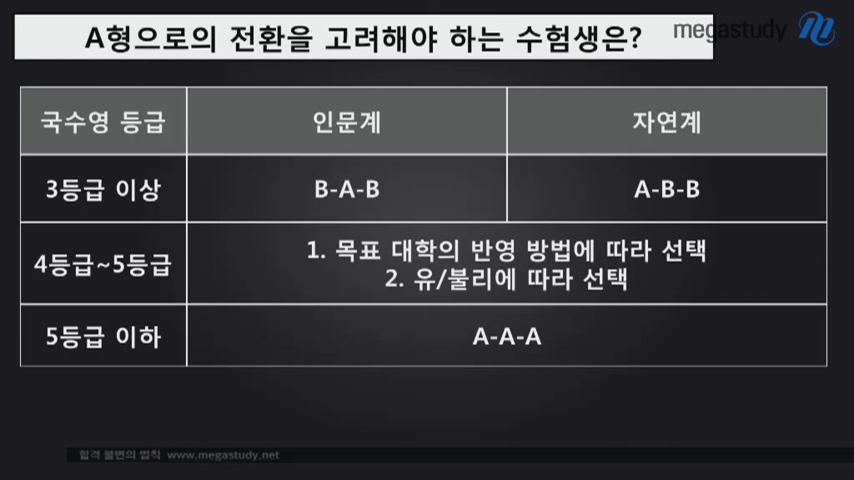 A형으로의 전환을 고려해야 하는 수험생은?
megastudy
국수영 등급 인문계 자연계
3등급 이상 B-A-B A-B-B
4등급~5등급
1. 목표 대학의 반영 방법에 따라 선택
2. 유/불리에 따라 선택
5등급 이하 A-A-A
합격 불변의 법칙 www.megastudy.net